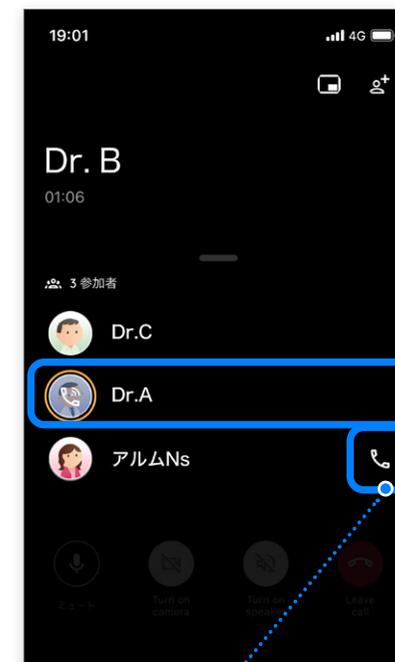 19:01
4G
Dr. B
01:06
3 参加者
Dr.C
Dr.A
アルムNs
ミュート
Turn on
camera
Turn on
speaker
Leave
call